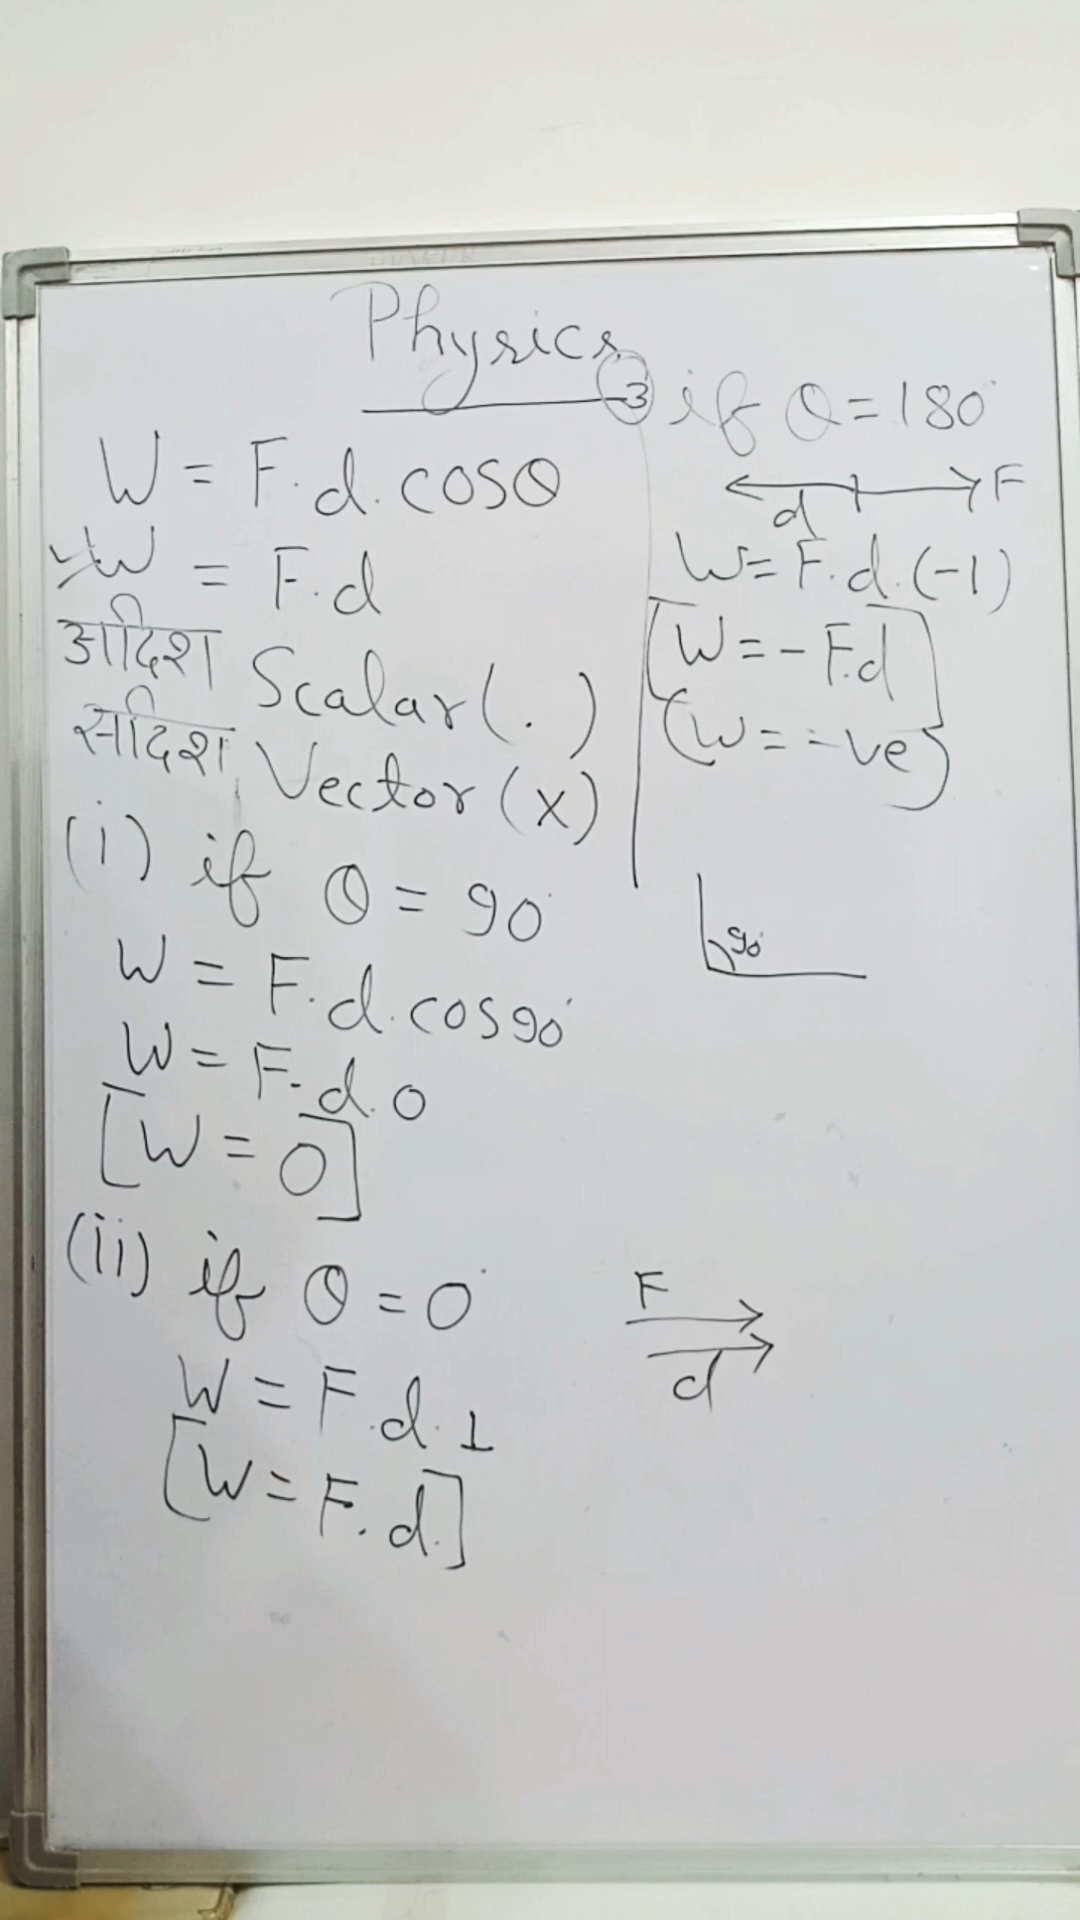 Physics
W = F.d.cosθ
W = F.d
अदिश Scalar (.)
सदिश Vector (x)
(i) if θ = 90°
W = F.d.cos90°
W = F.d.0
[W = 0]
(ii) if θ = 0°
W = F.d.1
[W = F.d.]
③ if θ = 180°
d F
W = F.d.(-1)
[W = - F.d]
(W = -ve)
90°
F
d